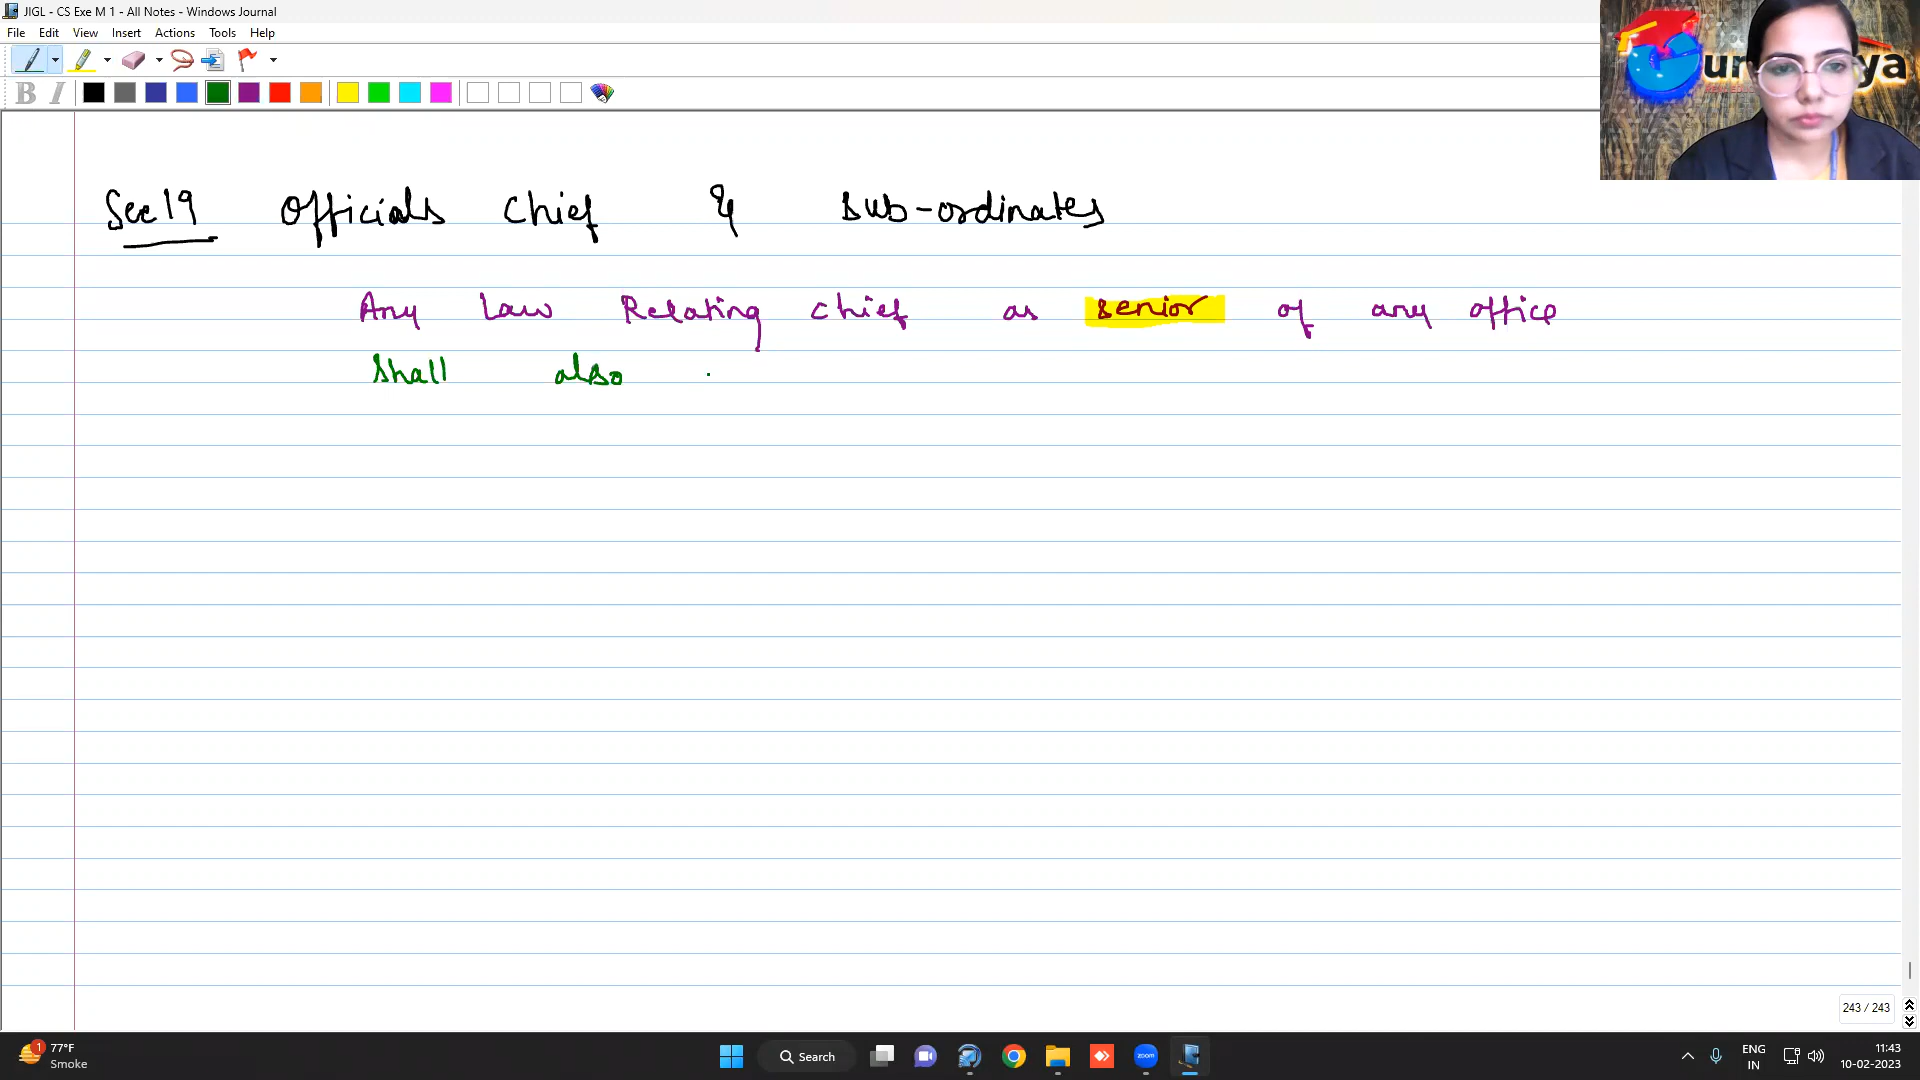 JIGL - CS Exe M 1 - All Notes - Windows Journal
File Edit View Insert Actions Tools Help
B I
Sec 19 Officials Chief & Sub-ordinates
Any Law Relating chief as senior of any office
Shall also
243 / 243
1 77°F
Smoke
Search
zoom
ENG
IN
11:43
10-02-2023